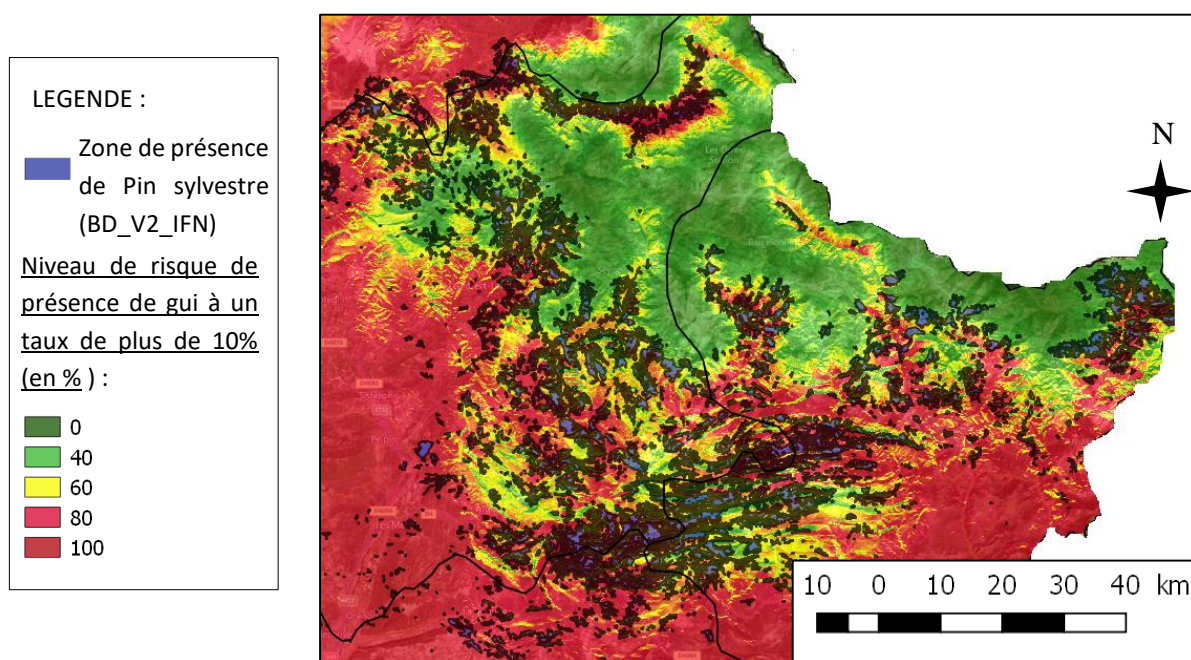 LEGENDE :
Zone de présence
de Pin sylvestre
(BD_V2_IFN)
Niveau de risque de
présence de gui à un
taux de plus de 10%
(en % ) :
0
40
60
80
100
N
10 0 10 20 30 40 km